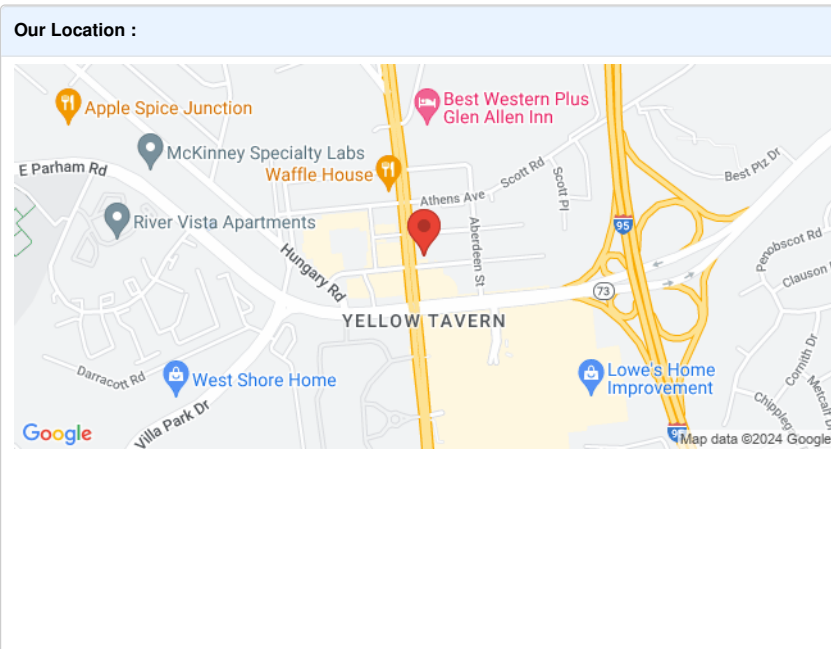 Our Location :
Apple Spice Junction
Best Western Plus
Glen Allen Inn
McKinney Specialty Labs
E Parham Rd
Waffle House
Scott Rd
Best Plz Dr
Athens Ave
Scott Pl
River Vista Apartments
95
Aberdeen St
Penobscot Rd
Hungary Rd
Clauson
73
YELLOW TAVERN
Cornith Dr
Darracott Rd
West Shore Home
Lowe's Home
Improvement
Villa Park Dr
Google
Map data ©2024 Google